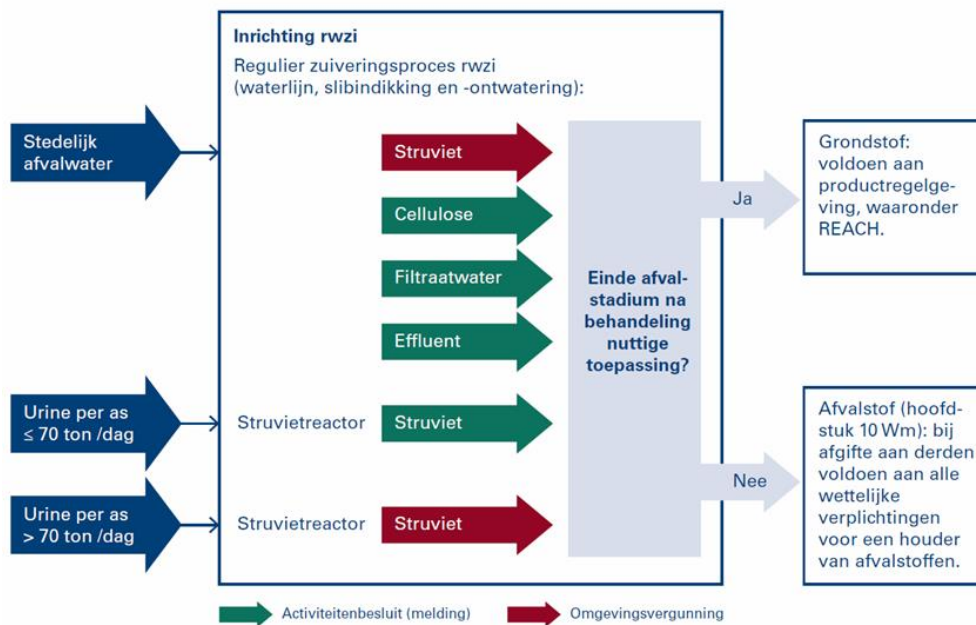 Inrichting rwzi
Regulier zuiveringsproces rwzi
(waterlijn, slibindikking en -ontwatering):
Stedelijk
afvalwater
Struviet
Cellulose
Filtraatwater
Effluent
Urine per as
≤ 70 ton /dag
Struvietreactor
Struviet
Urine per as
> 70 ton /dag
Struvietreactor
Struviet
Einde afval-
stadium na
behandeling
nuttige
toepassing?
Ja
Grondstof:
voldoen aan
productregelge-
ving, waaronder
REACH.
Nee
Afvalstof (hoofd-
stuk 10 Wm): bij
afgifte aan derden
voldoen aan alle
wettelijke
verplichtingen
voor een houder
van afvalstoffen.
Activiteitenbesluit (melding)
Omgevingsvergunning